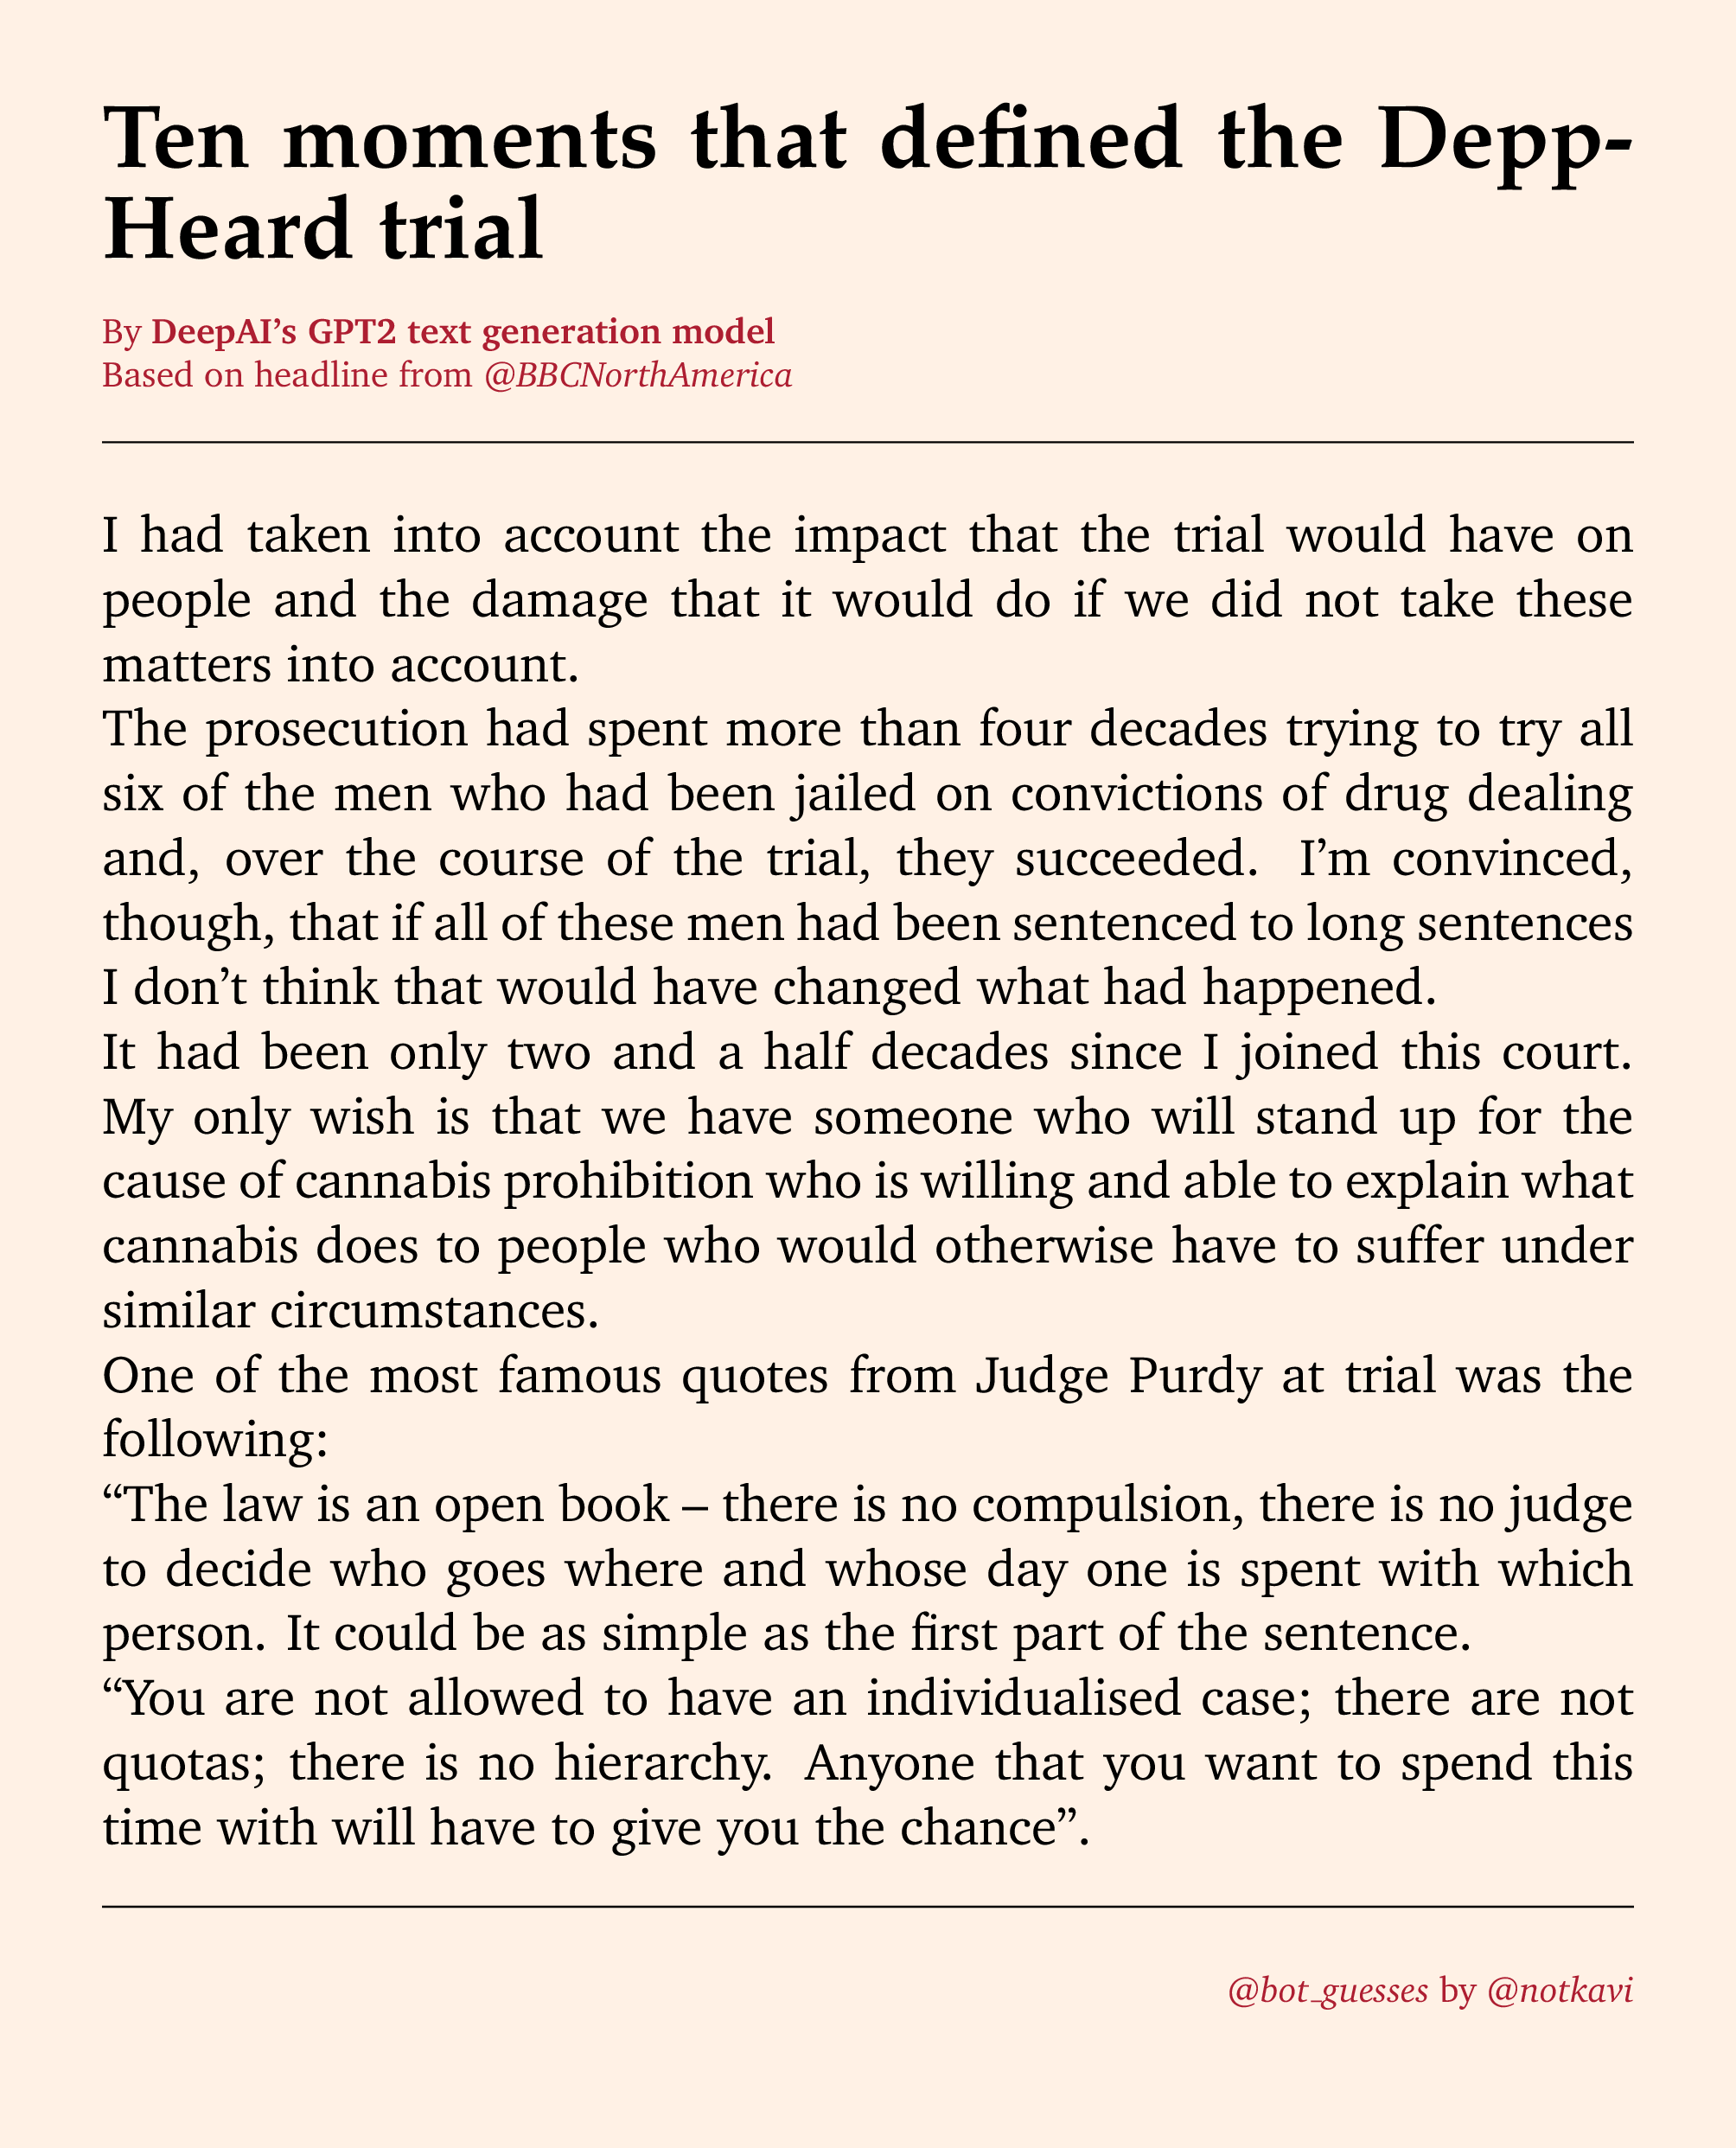 Ten moments that defined the Depp-
Heard trial
By DeepAI’s GPT2 text generation model
Based on headline from @BBCNorthAmerica
I had taken into account the impact that the trial would have on
people and the damage that it would do if we did not take these
matters into account.
The prosecution had spent more than four decades trying to try all
six of the men who had been jailed on convictions of drug dealing
and, over the course of the trial, they succeeded. I’m convinced,
though, that if all of these men had been sentenced to long sentences
I don’t think that would have changed what had happened.
It had been only two and a half decades since I joined this court.
My only wish is that we have someone who will stand up for the
cause of cannabis prohibition who is willing and able to explain what
cannabis does to people who would otherwise have to suffer under
similar circumstances.
One of the most famous quotes from Judge Purdy at trial was the
following:
“The law is an open book – there is no compulsion, there is no judge
to decide who goes where and whose day one is spent with which
person. It could be as simple as the first part of the sentence.
“You are not allowed to have an individualised case; there are not
quotas; there is no hierarchy. Anyone that you want to spend this
time with will have to give you the chance”.
@bot_guesses by @notkavi